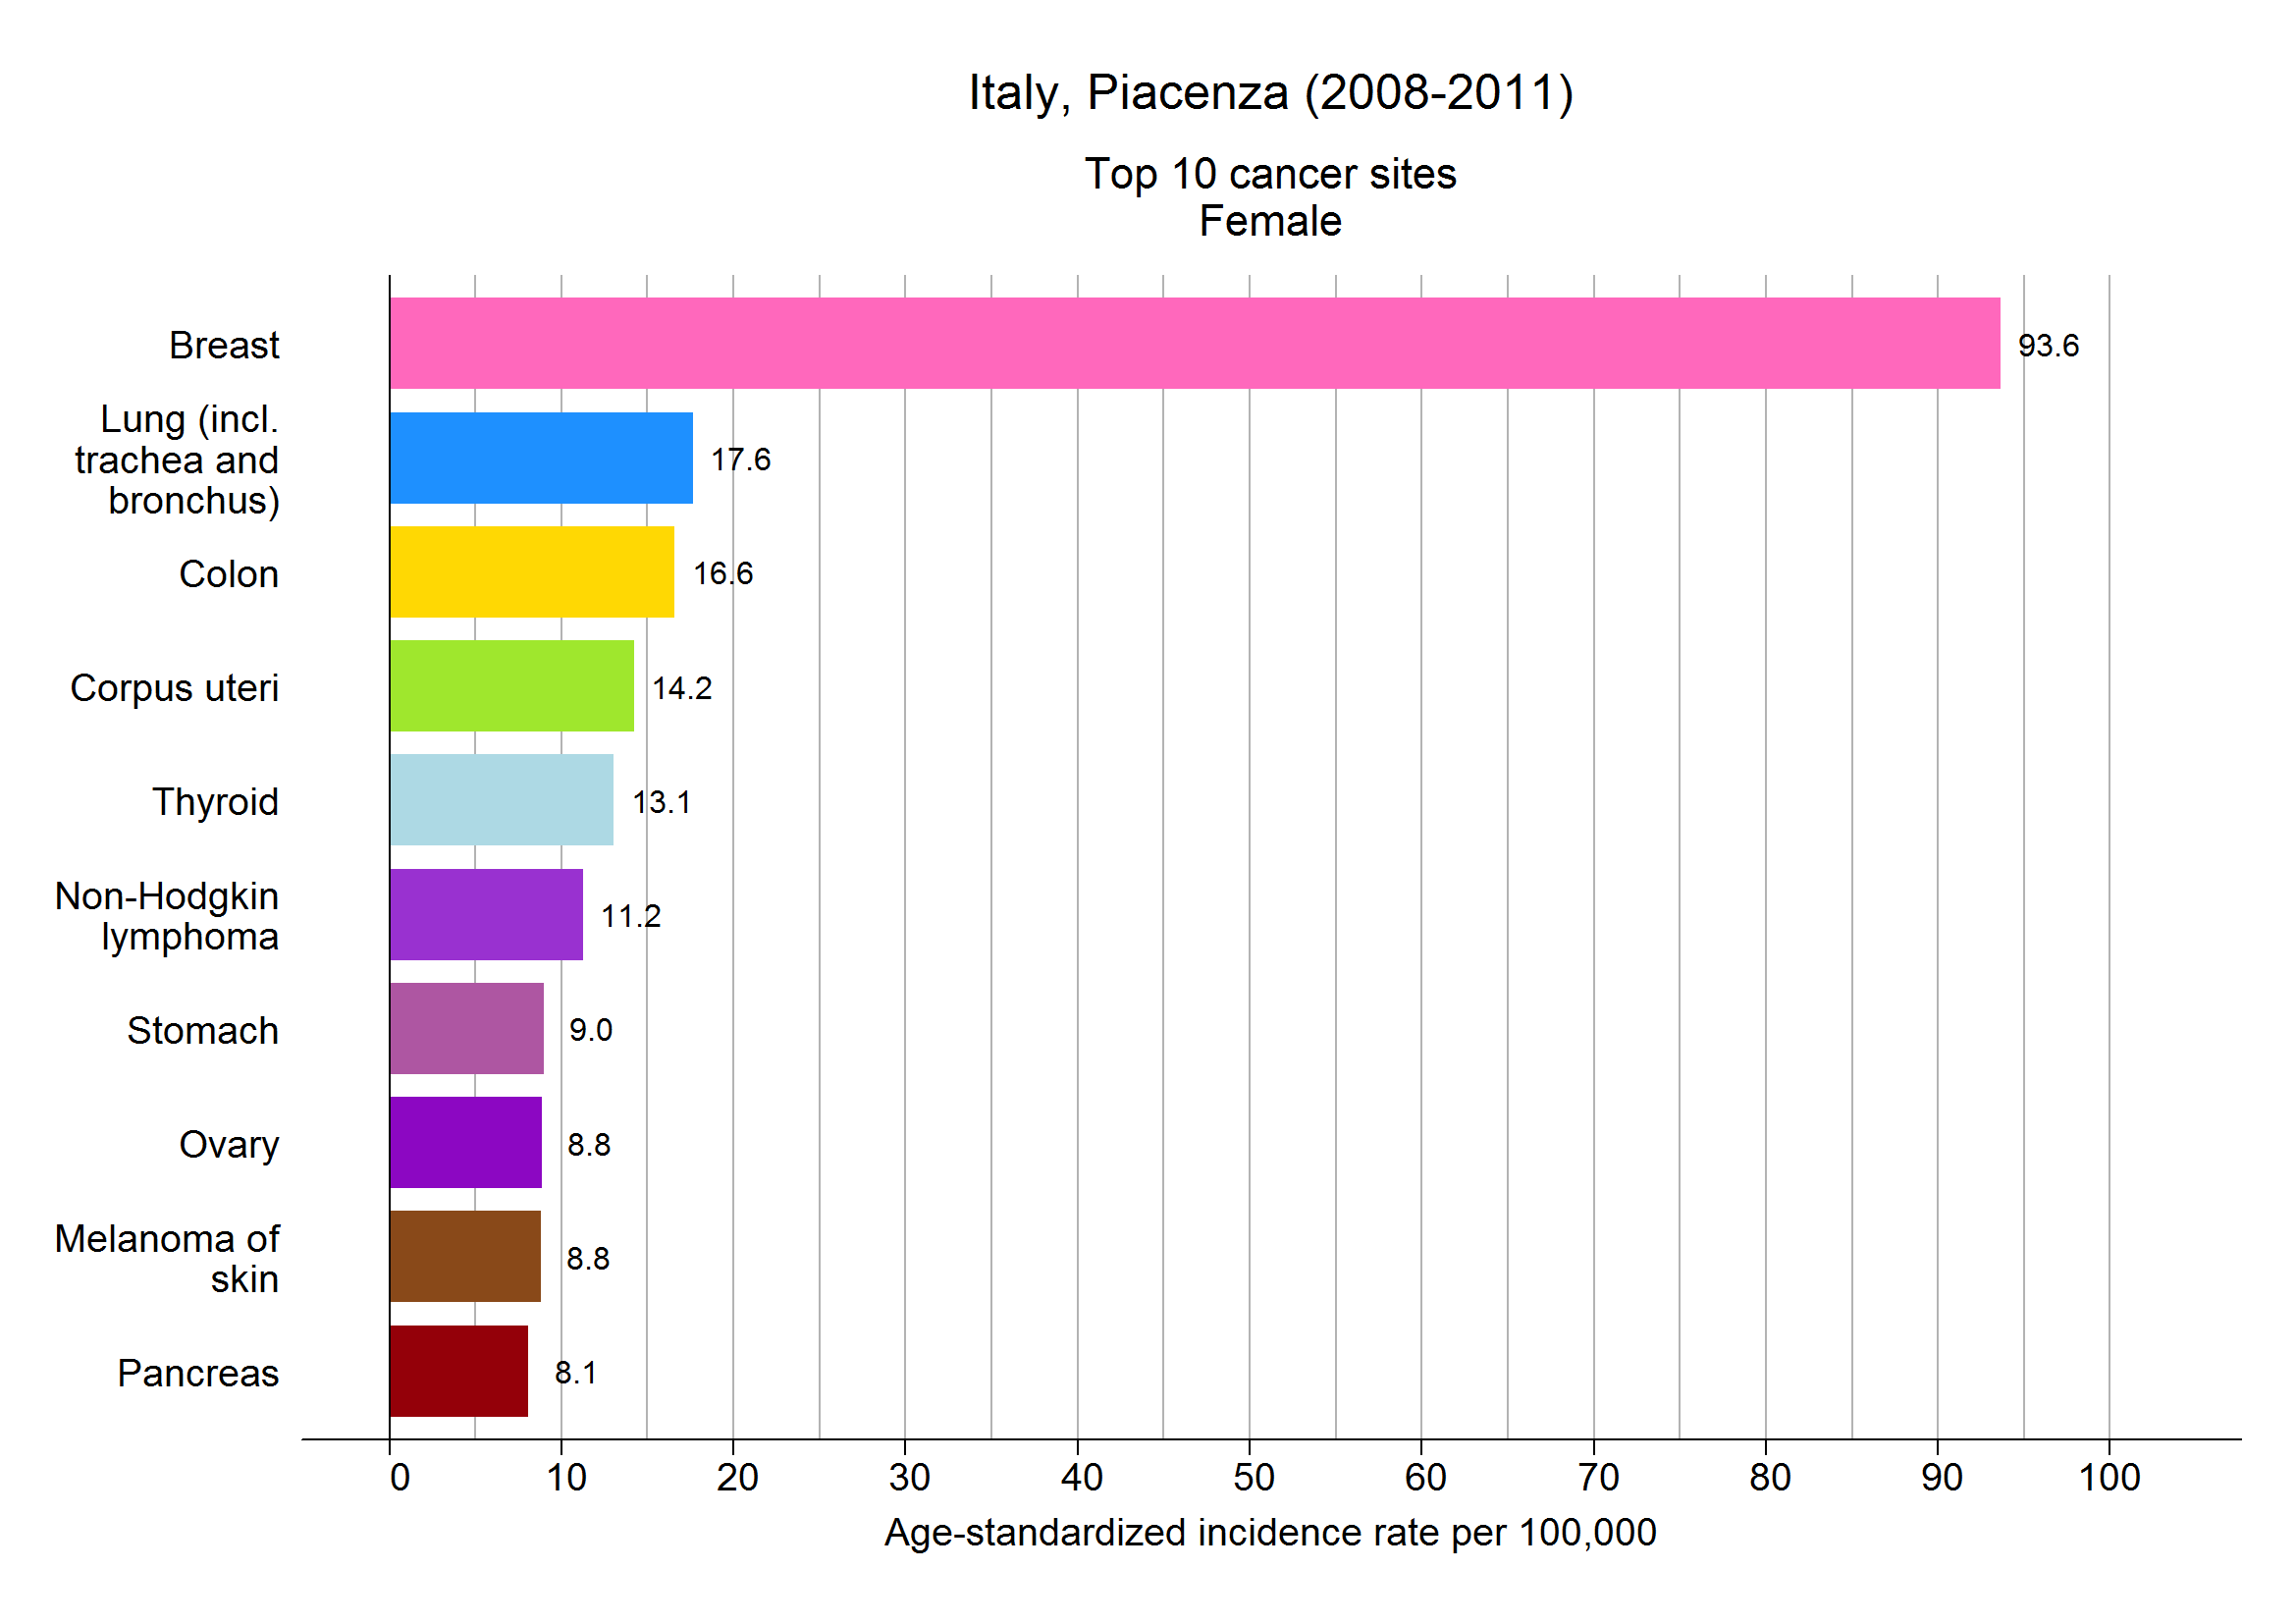 Italy, Piacenza (2008-2011)
Top 10 cancer sites
Female
Breast
93.6
Lung (incl.
trachea and
bronchus)
17.6
Colon
16.6
Corpus uteri
14.2
Thyroid
13.1
Non-Hodgkin
lymphoma
11.2
Stomach
9.0
Ovary
8.8
Melanoma of
skin
8.8
Pancreas
8.1
0 10 20 30 40 50 60 70 80 90 100
Age-standardized incidence rate per 100,000